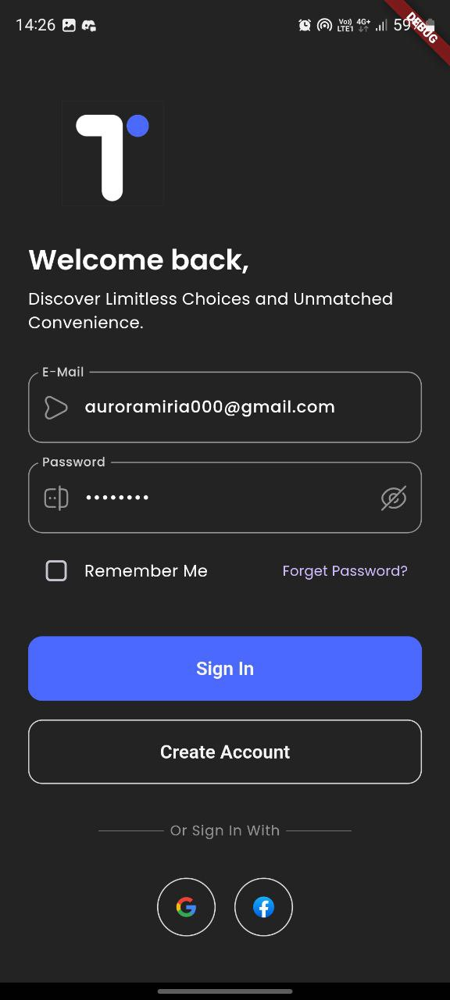 14:26
Vo)) 4G+
LTE1
59%
DEBUG
T
Welcome back,
Discover Limitless Choices and Unmatched
Convenience.
E-Mail
auroramiria000@gmail.com
Password
••••••••
Remember Me
Forget Password?
Sign In
Create Account
Or Sign In With